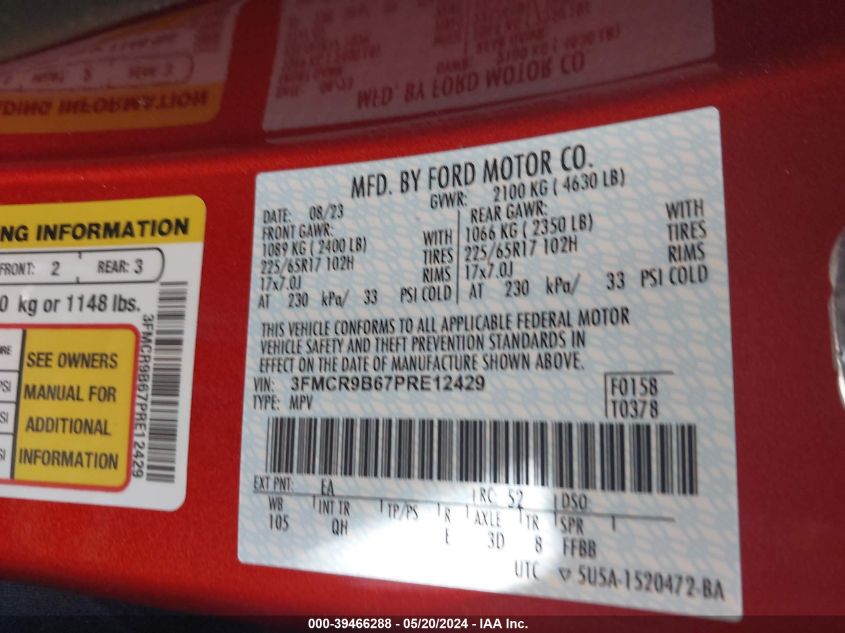 MFD. BY FORD MOTOR CO.
DATE: 08/23 GVWR: 2100 KG ( 4630 LB)
FRONT GAWR: REAR GAWR:
1089 KG ( 2400 LB) WITH 1066 KG ( 2350 LB) WITH
225/65R17 102H TIRES 225/65R17 102H TIRES
17x7.0J RIMS 17x7.0J RIMS
AT 230 kPa/ 33 PSI COLD AT 230 kPa/ 33 PSI COLD
THIS VEHICLE CONFORMS TO ALL APPLICABLE FEDERAL MOTOR
VEHICLE SAFETY AND THEFT PREVENTION STANDARDS IN
EFFECT ON THE DATE OF MANUFACTURE SHOWN ABOVE.
VIN: 3FMCR9B67PRE12429 F0158
TYPE: MPV T0378
EXT PNT: EA RC: 52 DSO:
WB INT TR TP/PS R AXLE TR SPR
105 QH E 3D 8 FFBB
UTC 5U5A-1520472-BA
NG INFORMATION
FRONT: 2 REAR: 3
0 kg or 1148 lbs.
SEE OWNERS
MANUAL FOR
ADDITIONAL
INFORMATION
3FMCR9B67PRE12429
000-39466288 - 05/20/2024 - IAA Inc.